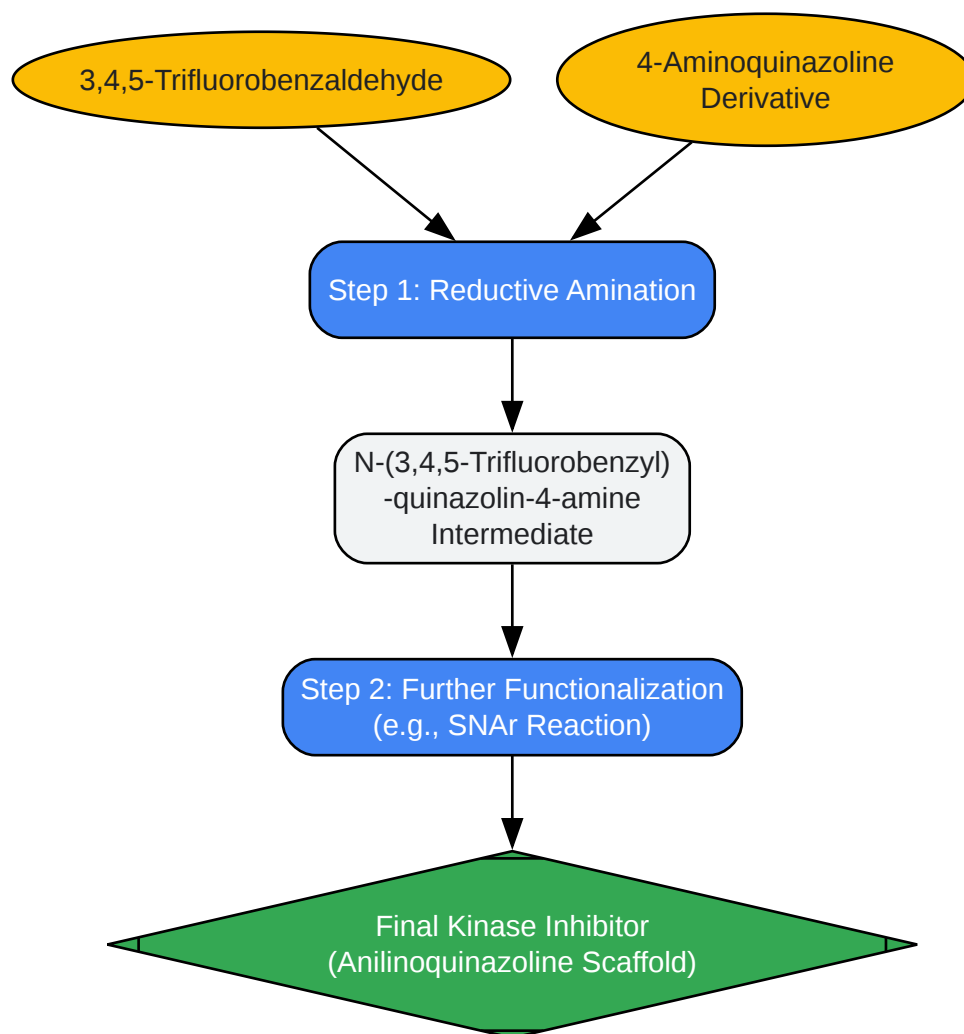 3,4,5-Trifluorobenzaldehyde
4-Aminoquinazoline
Derivative
Step 1: Reductive Amination
N-(3,4,5-Trifluorobenzyl)
-quinazolin-4-amine
Intermediate
Step 2: Further Functionalization
(e.g., SNAr Reaction)
Final Kinase Inhibitor
(Anilinoquinazoline Scaffold)